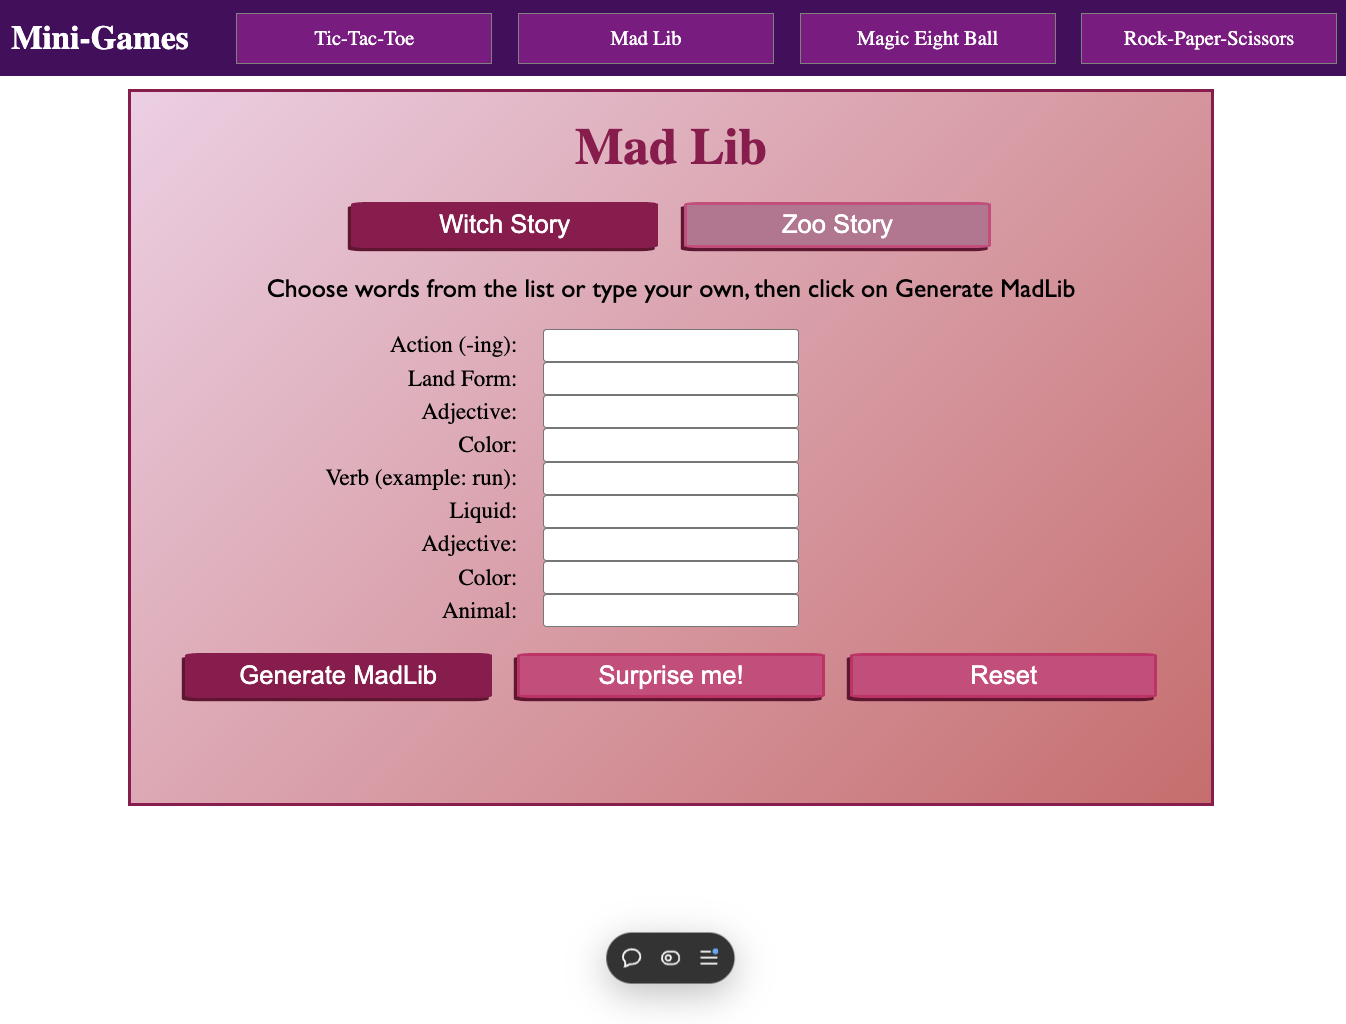 Mini-Games
Tic-Tac-Toe
Mad Lib
Magic Eight Ball
Rock-Paper-Scissors
Mad Lib
Witch Story
Zoo Story
Choose words from the list or type your own, then click on Generate MadLib
Action (-ing):
Land Form:
Adjective:
Color:
Verb (example: run):
Liquid:
Adjective:
Color:
Animal:
Generate MadLib
Surprise me!
Reset